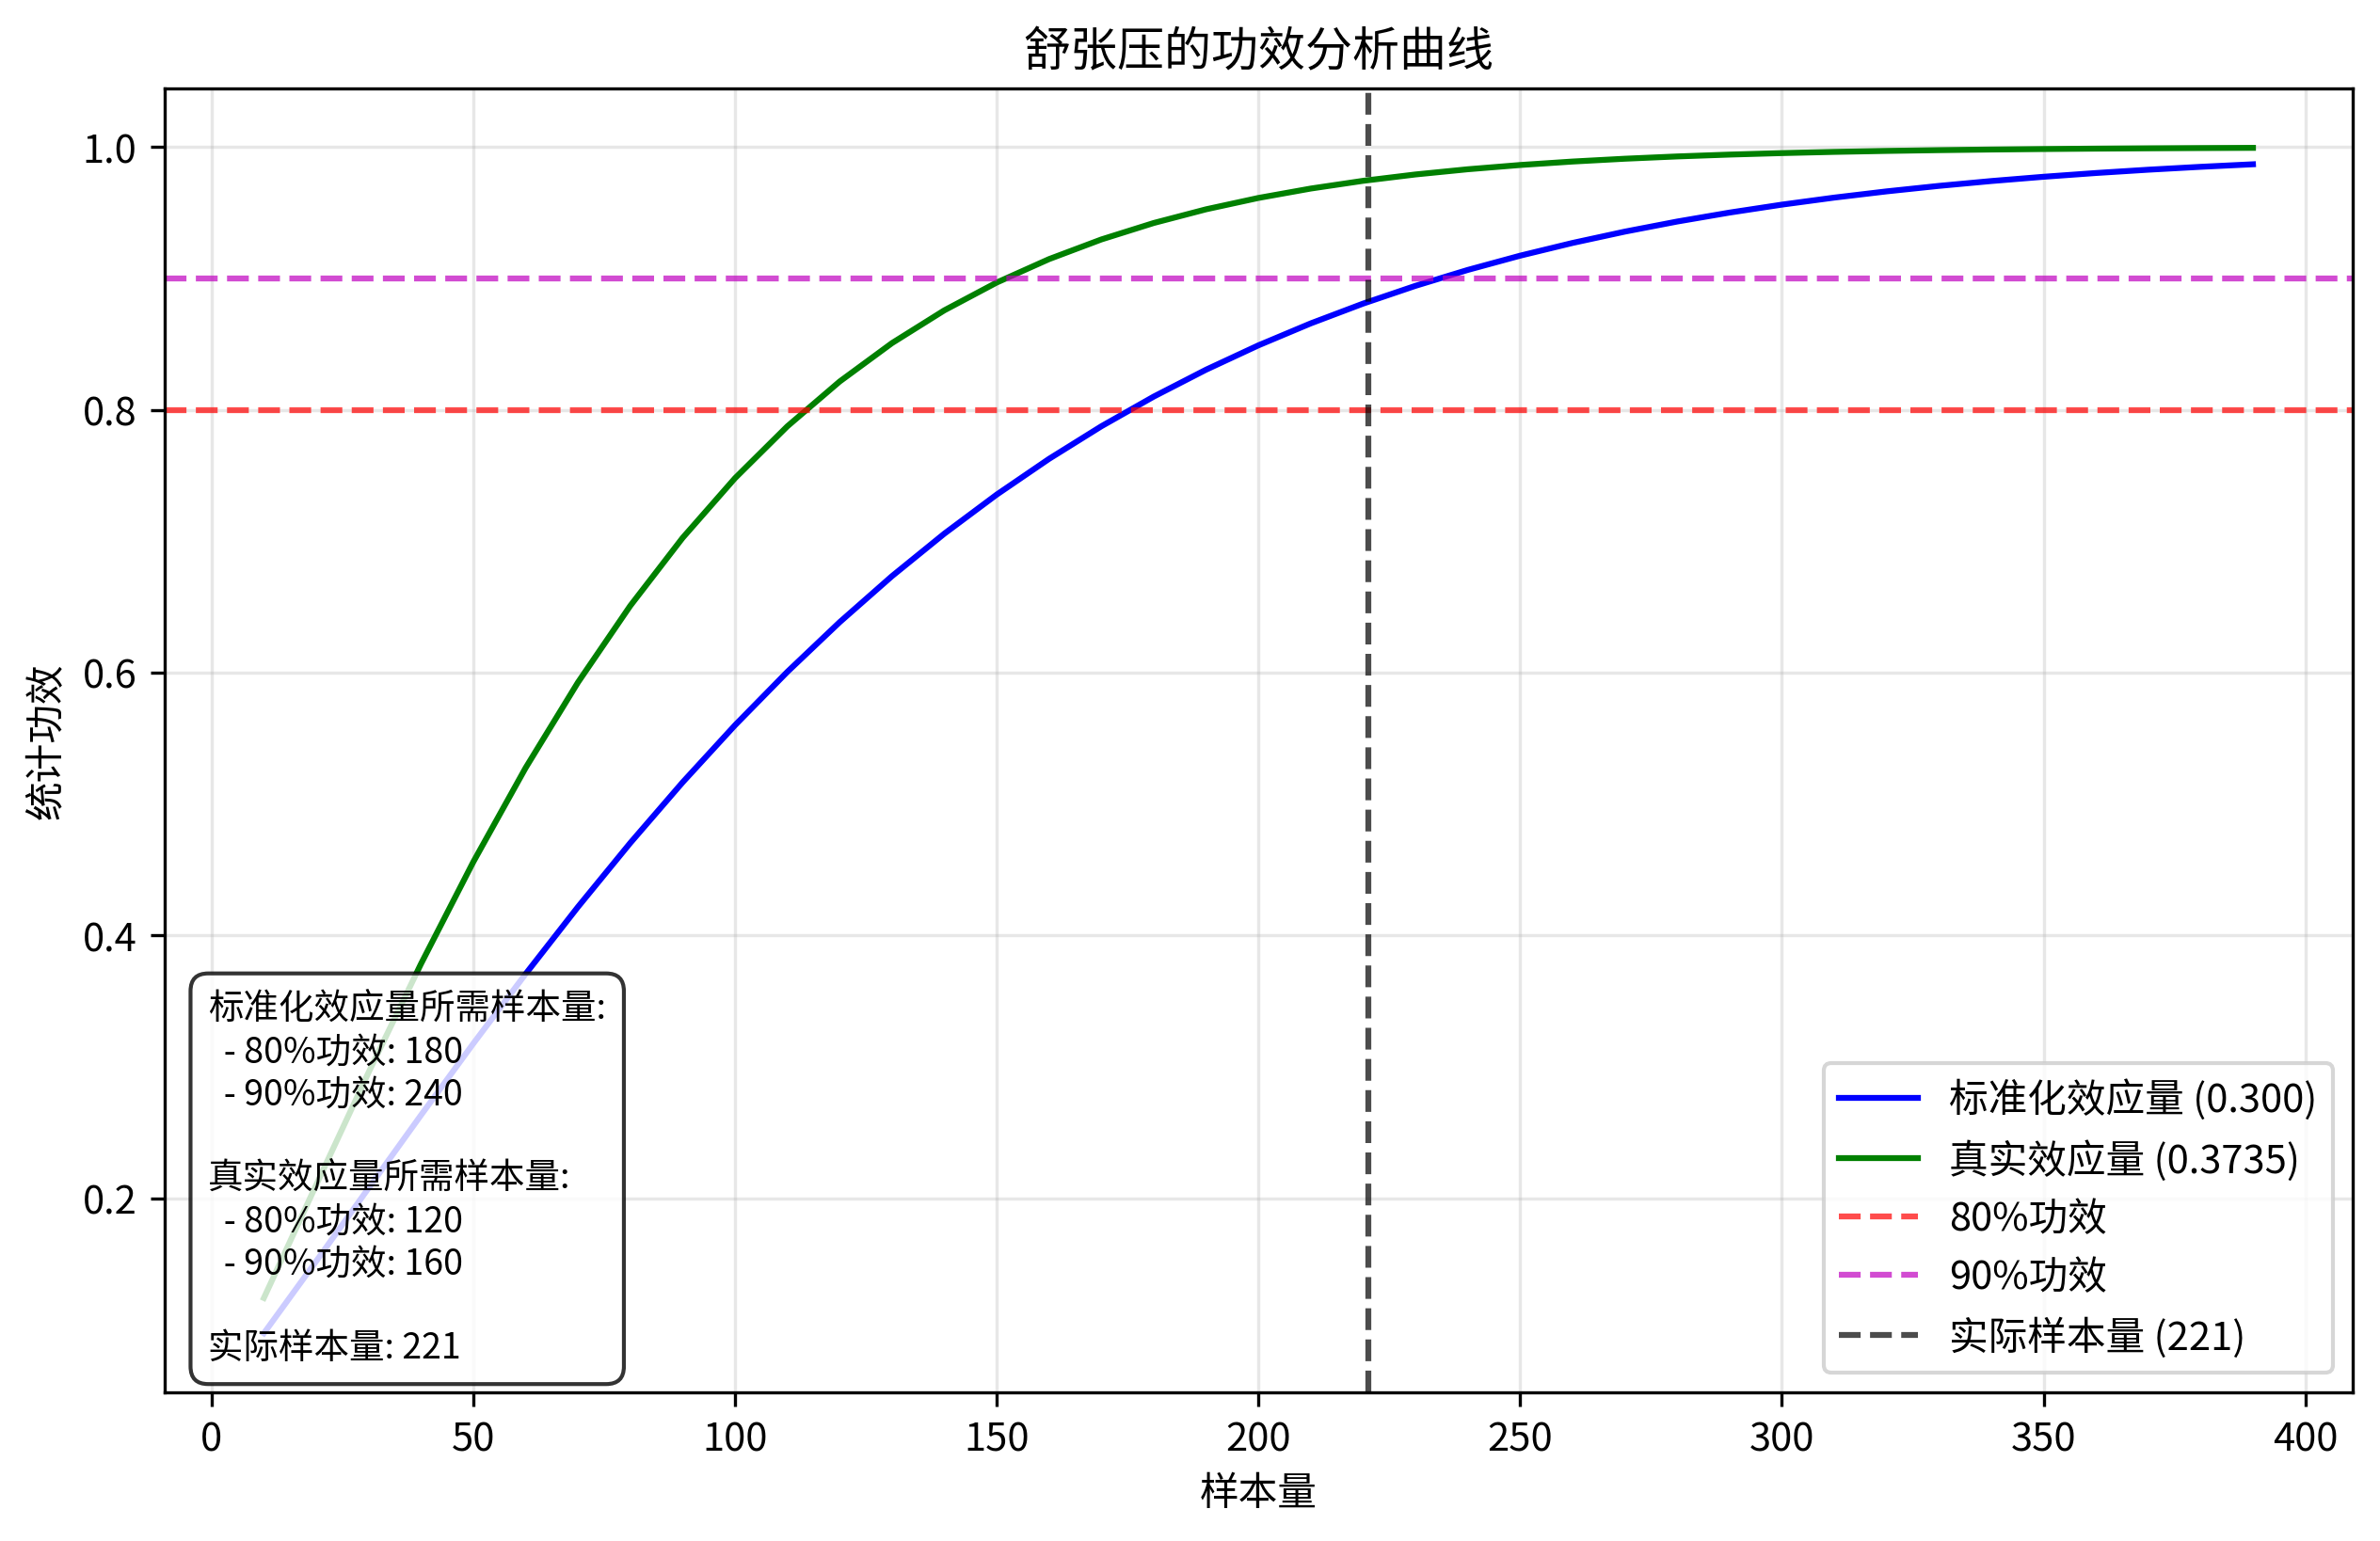 舒张压的功效分析曲线
统计功效
1.0
0.8
0.6
0.4
0.2
标准化效应量所需样本量:
- 80%功效: 180
- 90%功效: 240
真实效应量所需样本量:
- 80%功效: 120
- 90%功效: 160
实际样本量: 221
标准化效应量 (0.300)
真实效应量 (0.3735)
80%功效
90%功效
实际样本量 (221)
0 50 100 150 200 250 300 350 400
样本量